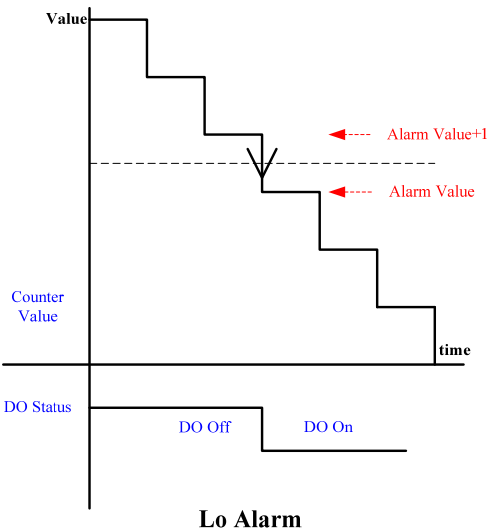 Value
Alarm Value+1
Alarm Value
Counter
Value
time
DO Status
DO Off
DO On
Lo Alarm